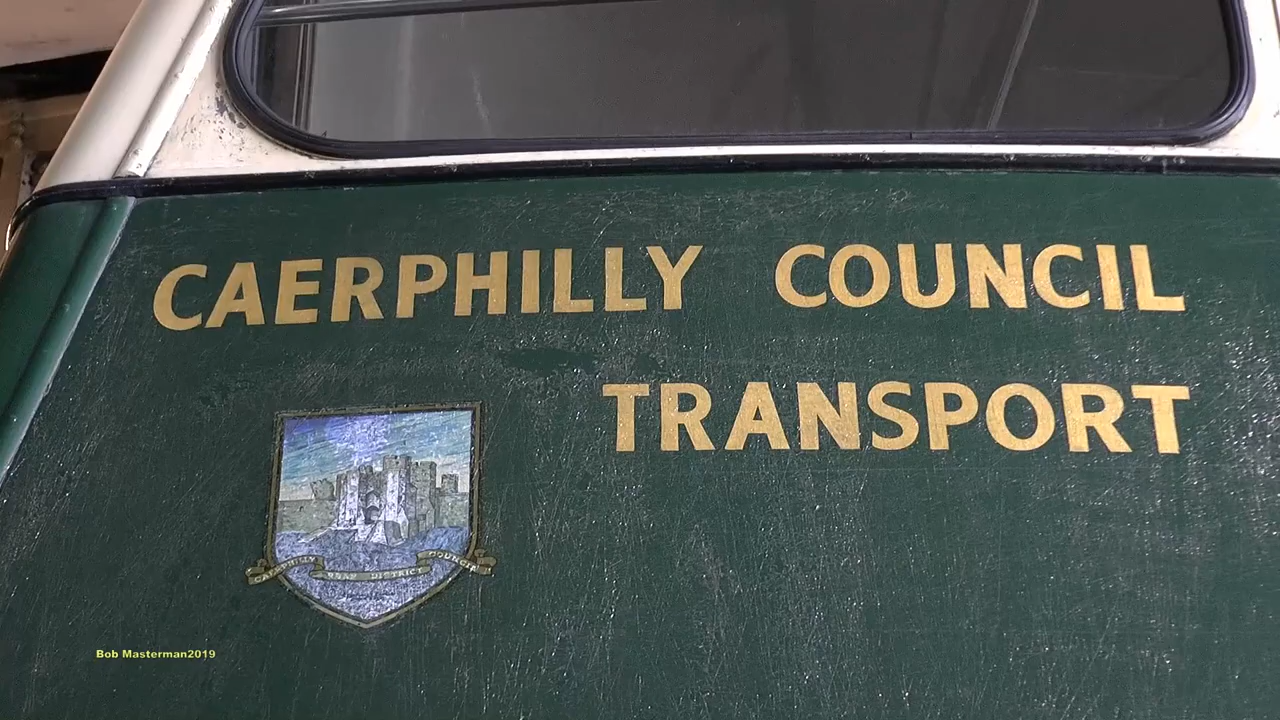 CAERPHILLY COUNCIL
TRANSPORT
CAERPHILLY URBAN DISTRICT COUNCIL
Bob Masterman2019